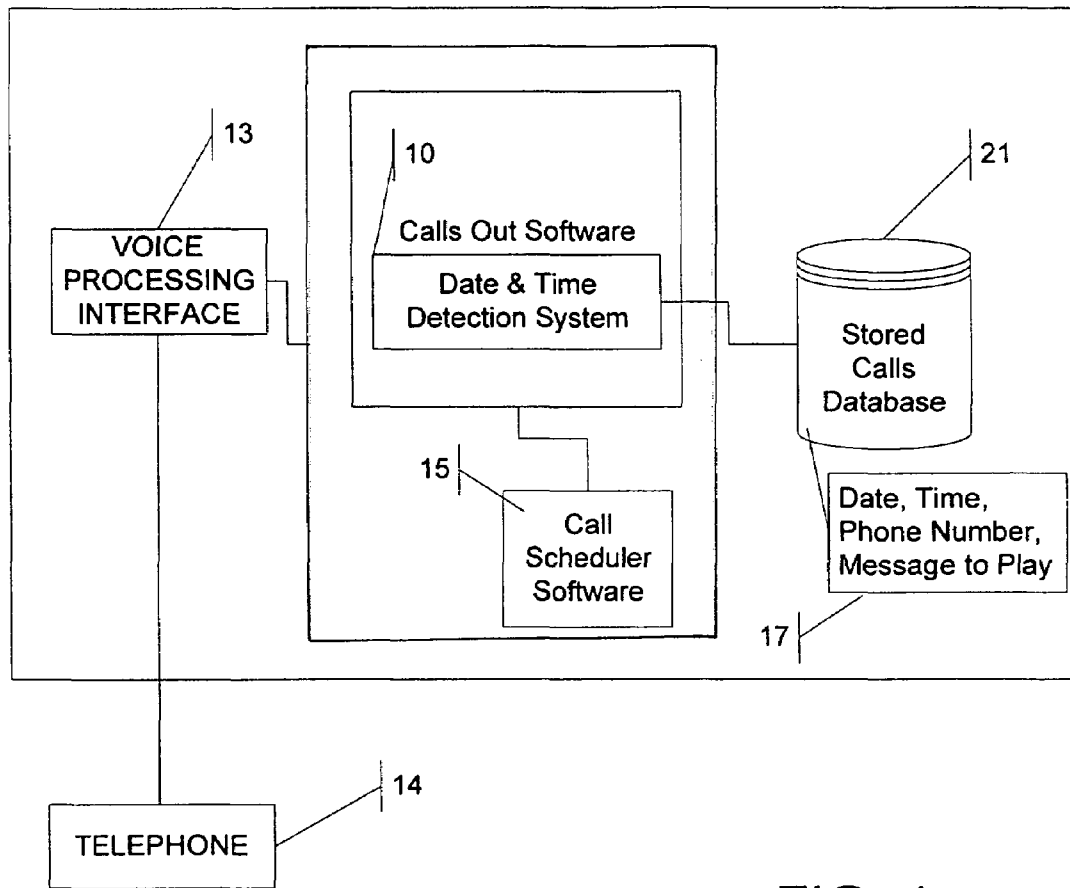 13
10
21
VOICE
PROCESSING
INTERFACE
Calls Out Software
Date & Time
Detection System
Stored
Calls
Database
15
Call
Scheduler
Software
Date, Time,
Phone Number,
Message to Play
17
14
TELEPHONE